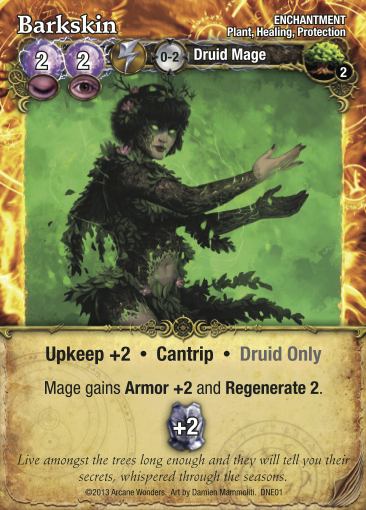 Barkskin
ENCHANTMENT
Plant, Healing, Protection
2 2 0-2 Druid Mage
2
Upkeep +2 • Cantrip • Druid Only
Mage gains Armor +2 and Regenerate 2.
+2
Live amongst the trees long enough and they will tell you their
secrets, whispered through the seasons.
©2013 Arcane Wonders. Art by Damien Mammoliti. DNE01